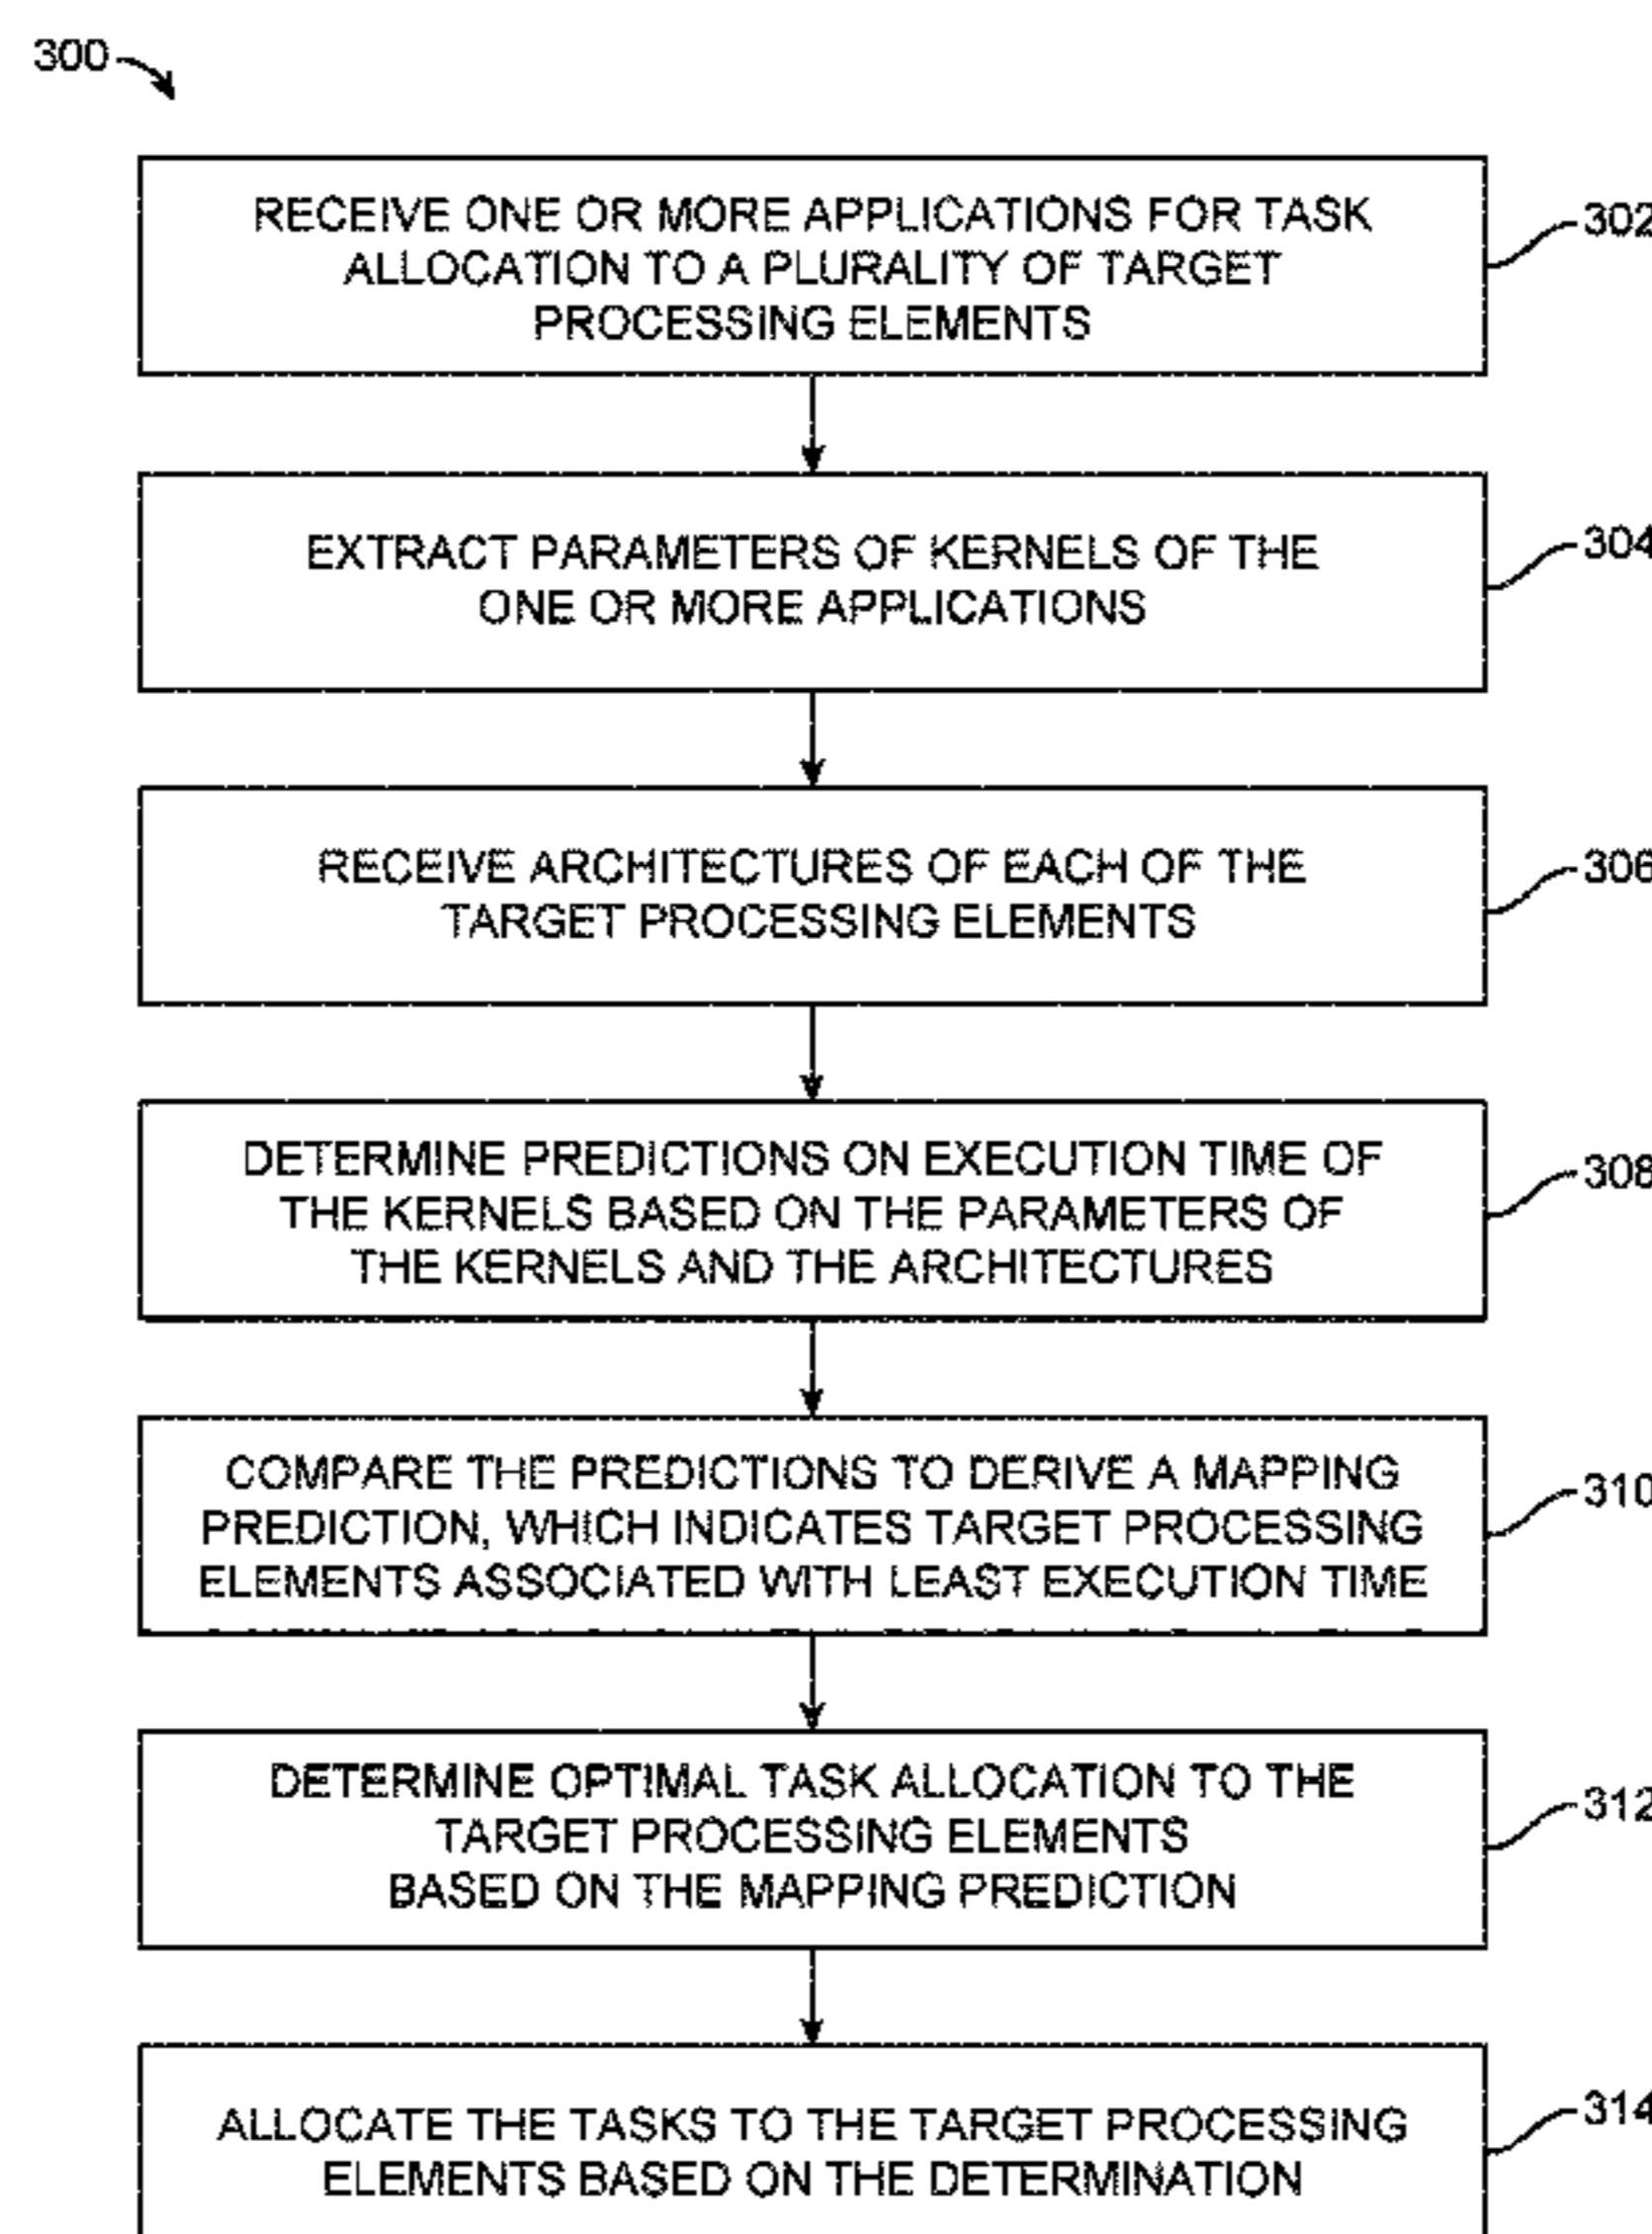 300
RECEIVE ONE OR MORE APPLICATIONS FOR TASK
ALLOCATION TO A PLURALITY OF TARGET
PROCESSING ELEMENTS
302
EXTRACT PARAMETERS OF KERNELS OF THE
ONE OR MORE APPLICATIONS
304
RECEIVE ARCHITECTURES OF EACH OF THE
TARGET PROCESSING ELEMENTS
306
DETERMINE PREDICTIONS ON EXECUTION TIME OF
THE KERNELS BASED ON THE PARAMETERS OF
THE KERNELS AND THE ARCHITECTURES
308
COMPARE THE PREDICTIONS TO DERIVE A MAPPING
PREDICTION, WHICH INDICATES TARGET PROCESSING
ELEMENTS ASSOCIATED WITH LEAST EXECUTION TIME
310
DETERMINE OPTIMAL TASK ALLOCATION TO THE
TARGET PROCESSING ELEMENTS
BASED ON THE MAPPING PREDICTION
312
ALLOCATE THE TASKS TO THE TARGET PROCESSING
ELEMENTS BASED ON THE DETERMINATION
314